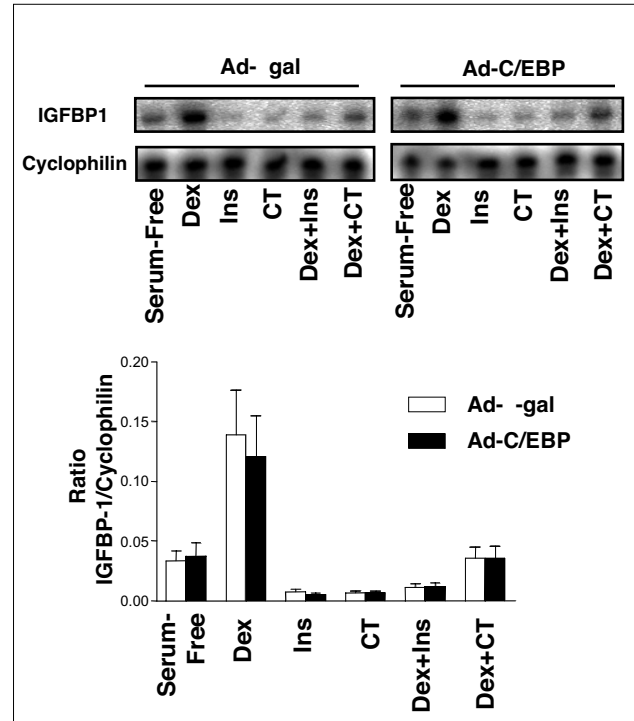 Ad- gal
Ad-C/EBP
IGFBP1
Cyclophilin
Serum-Free
Dex
Ins
CT
Dex+Ins
Dex+CT
Serum-Free
Dex
Ins
CT
Dex+Ins
Dex+CT
Ratio
IGFBP-1/Cyclophilin
0.20
0.15
0.10
0.05
0.00
Ad- -gal
Ad-C/EBP
Serum-
Free
Dex
Ins
CT
Dex+Ins
Dex+CT